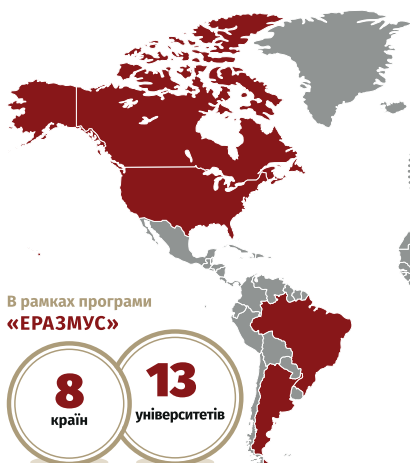 В рамках програми
«ЕРАЗМУС»
8
країн
13
університетів